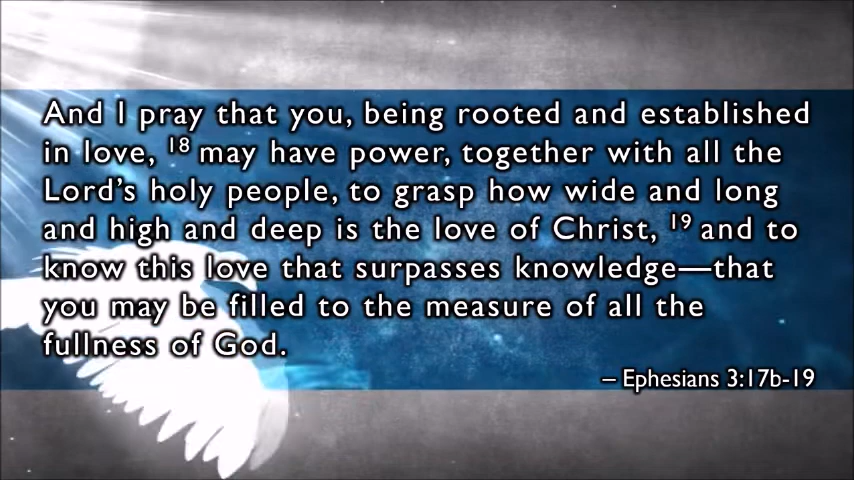 And I pray that you, being rooted and established
in love, 18 may have power, together with all the
Lord's holy people, to grasp how wide and long
and high and deep is the love of Christ, 19 and to
know this love that surpasses knowledge—that
you may be filled to the measure of all the
fullness of God.
– Ephesians 3:17b-19